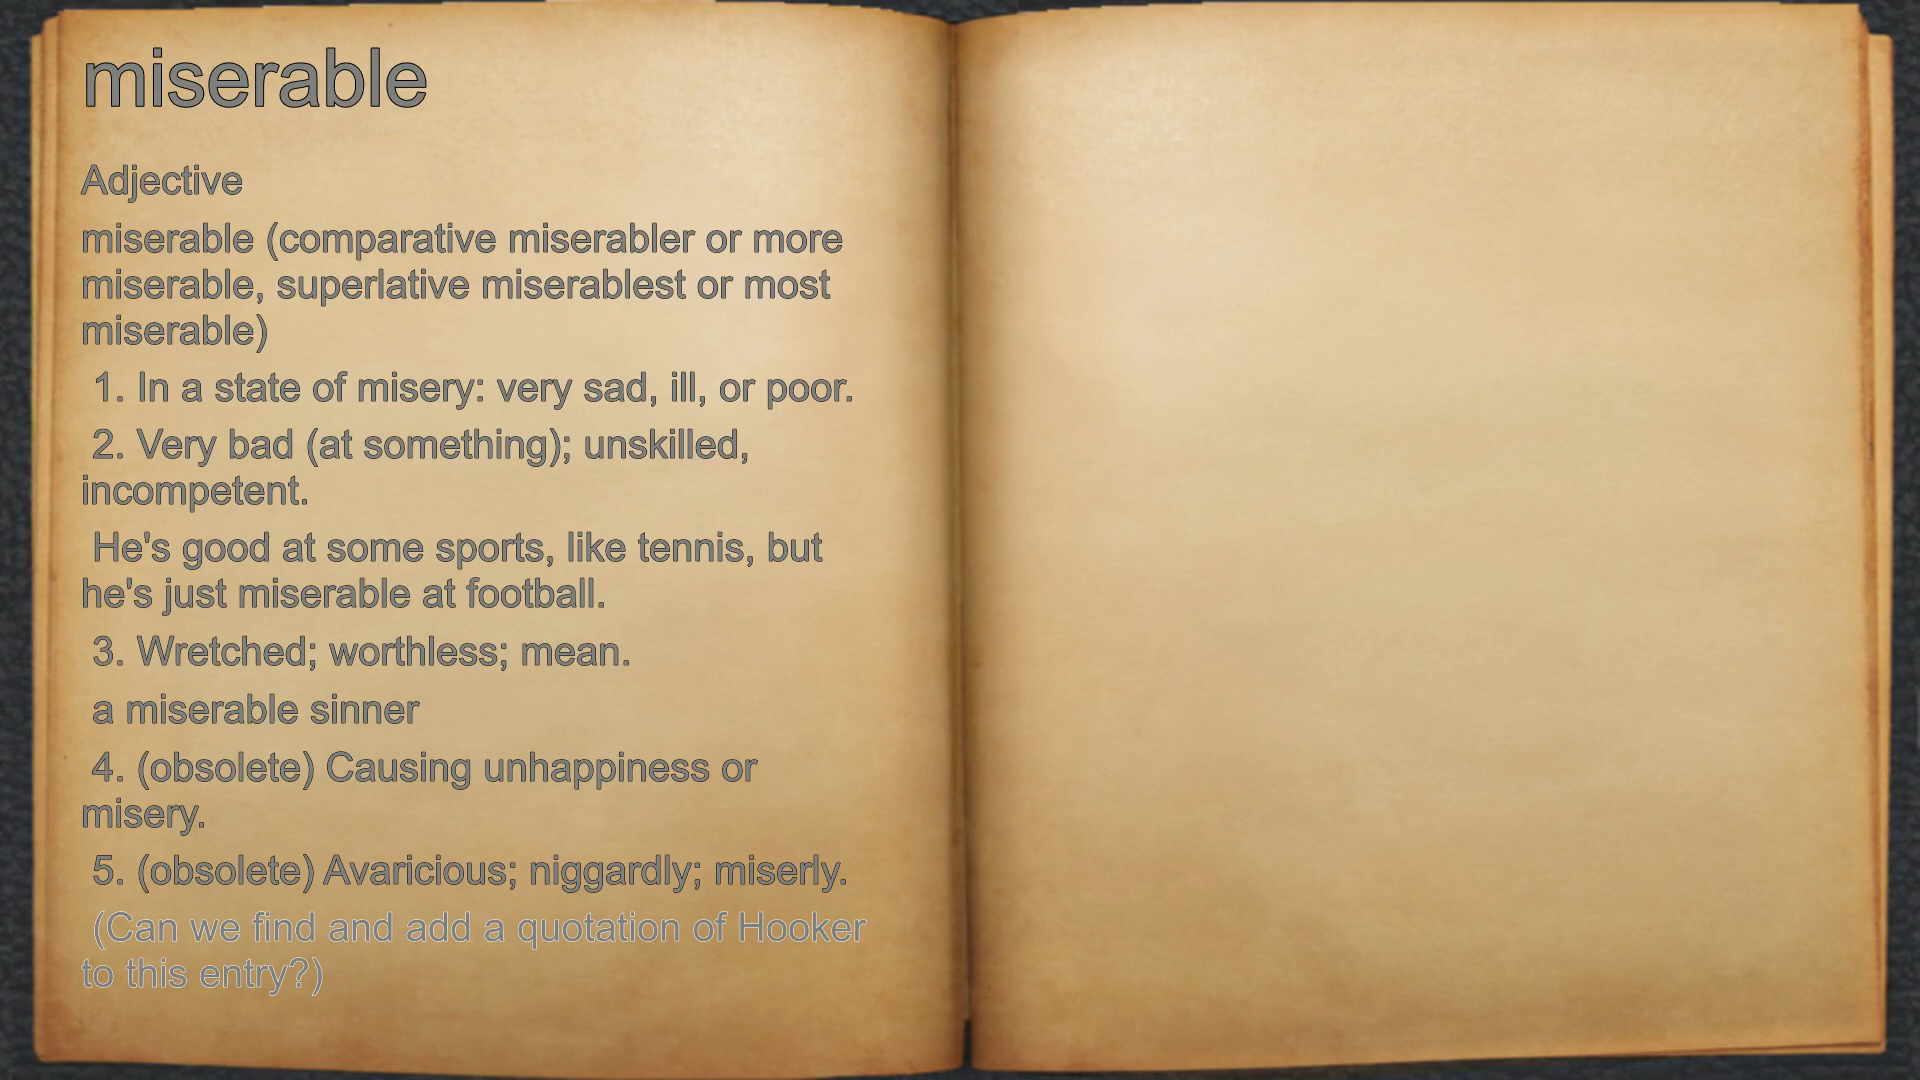 miserable
Adjective
miserable (comparative miserabler or more
miserable, superlative miserablest or most
miserable)
1. In a state of misery: very sad, ill, or poor.
2. Very bad (at something); unskilled,
incompetent.
He's good at some sports, like tennis, but
he's just miserable at football.
3. Wretched; worthless; mean.
a miserable sinner
4. (obsolete) Causing unhappiness or
misery.
5. (obsolete) Avaricious; niggardly; miserly.
(Can we find and add a quotation of Hooker
to this entry?)